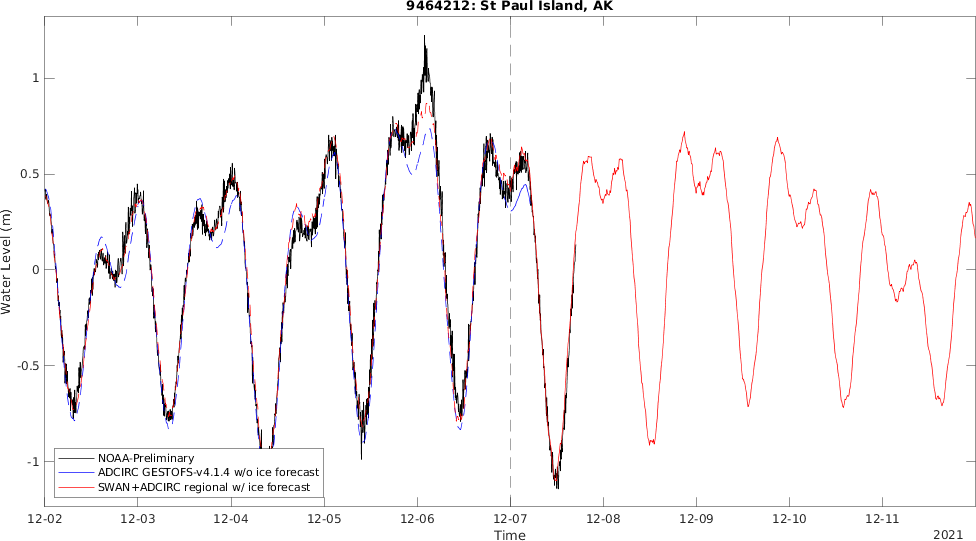 9464212: St Paul Island, AK
Water Level (m)
1
0.5
0
-0.5
-1
NOAA-Preliminary
ADCIRC GESTOFS-v4.1.4 w/o ice forecast
SWAN+ADCIRC regional w/ ice forecast
12-02 12-03 12-04 12-05 12-06 12-07 12-08 12-09 12-10 12-11
Time
2021